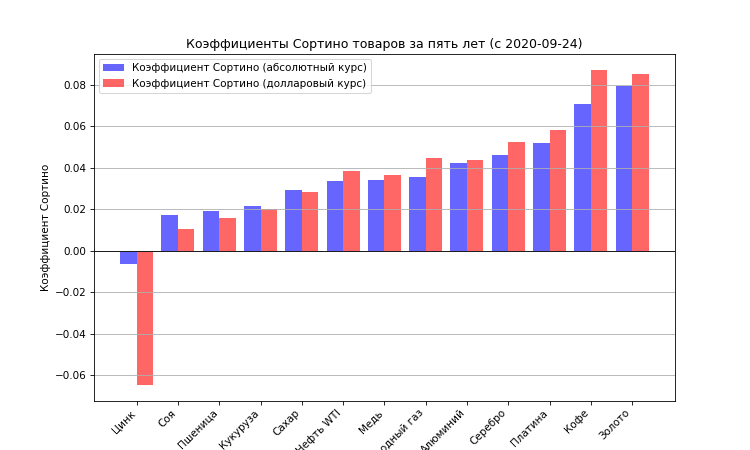 Коэффициенты Сортино товаров за пять лет (с 2020-09-24)
Коэффициент Сортино (абсолютный курс)
Коэффициент Сортино (долларовый курс)
Коэффициент Сортино
0.08
0.06
0.04
0.02
0.00
−0.02
−0.04
−0.06
Цинк
Соя
Пшеница
Кукуруза
Сахар
Нефть WTI
Медь
газ
Алюминий
Серебро
Платина
Кофе
Золото